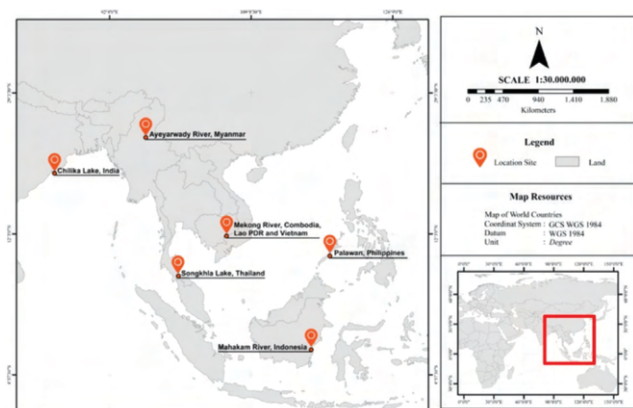 Ayeyarwady River, Myanmar
Chilika Lake, India
Mekong River, Combodia,
Lao PDR and Vietnam
Palawan, Philippines
Songkhla Lake, Thailand
Mahakam River, Indonesia
N
SCALE 1:30.000.000
0 235 470 940 1.410 1.880
Kilometers
Legend
Location Site
Land
Map Resources
Map of World Countries
Coordinat System : GCS WGS 1984
Datum : WGS 1984
Unit : Degree